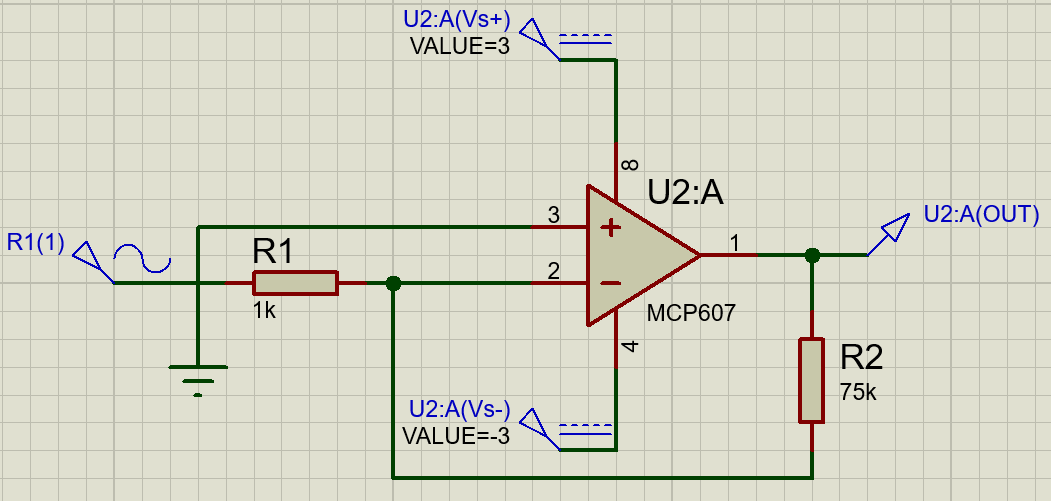 U2:A(Vs+)
VALUE=3
8
U2:A
3
U2:A(OUT)
R1(1)
R1
1
+
2
−
1k
MCP607
4
R2
75k
U2:A(Vs-)
VALUE=-3